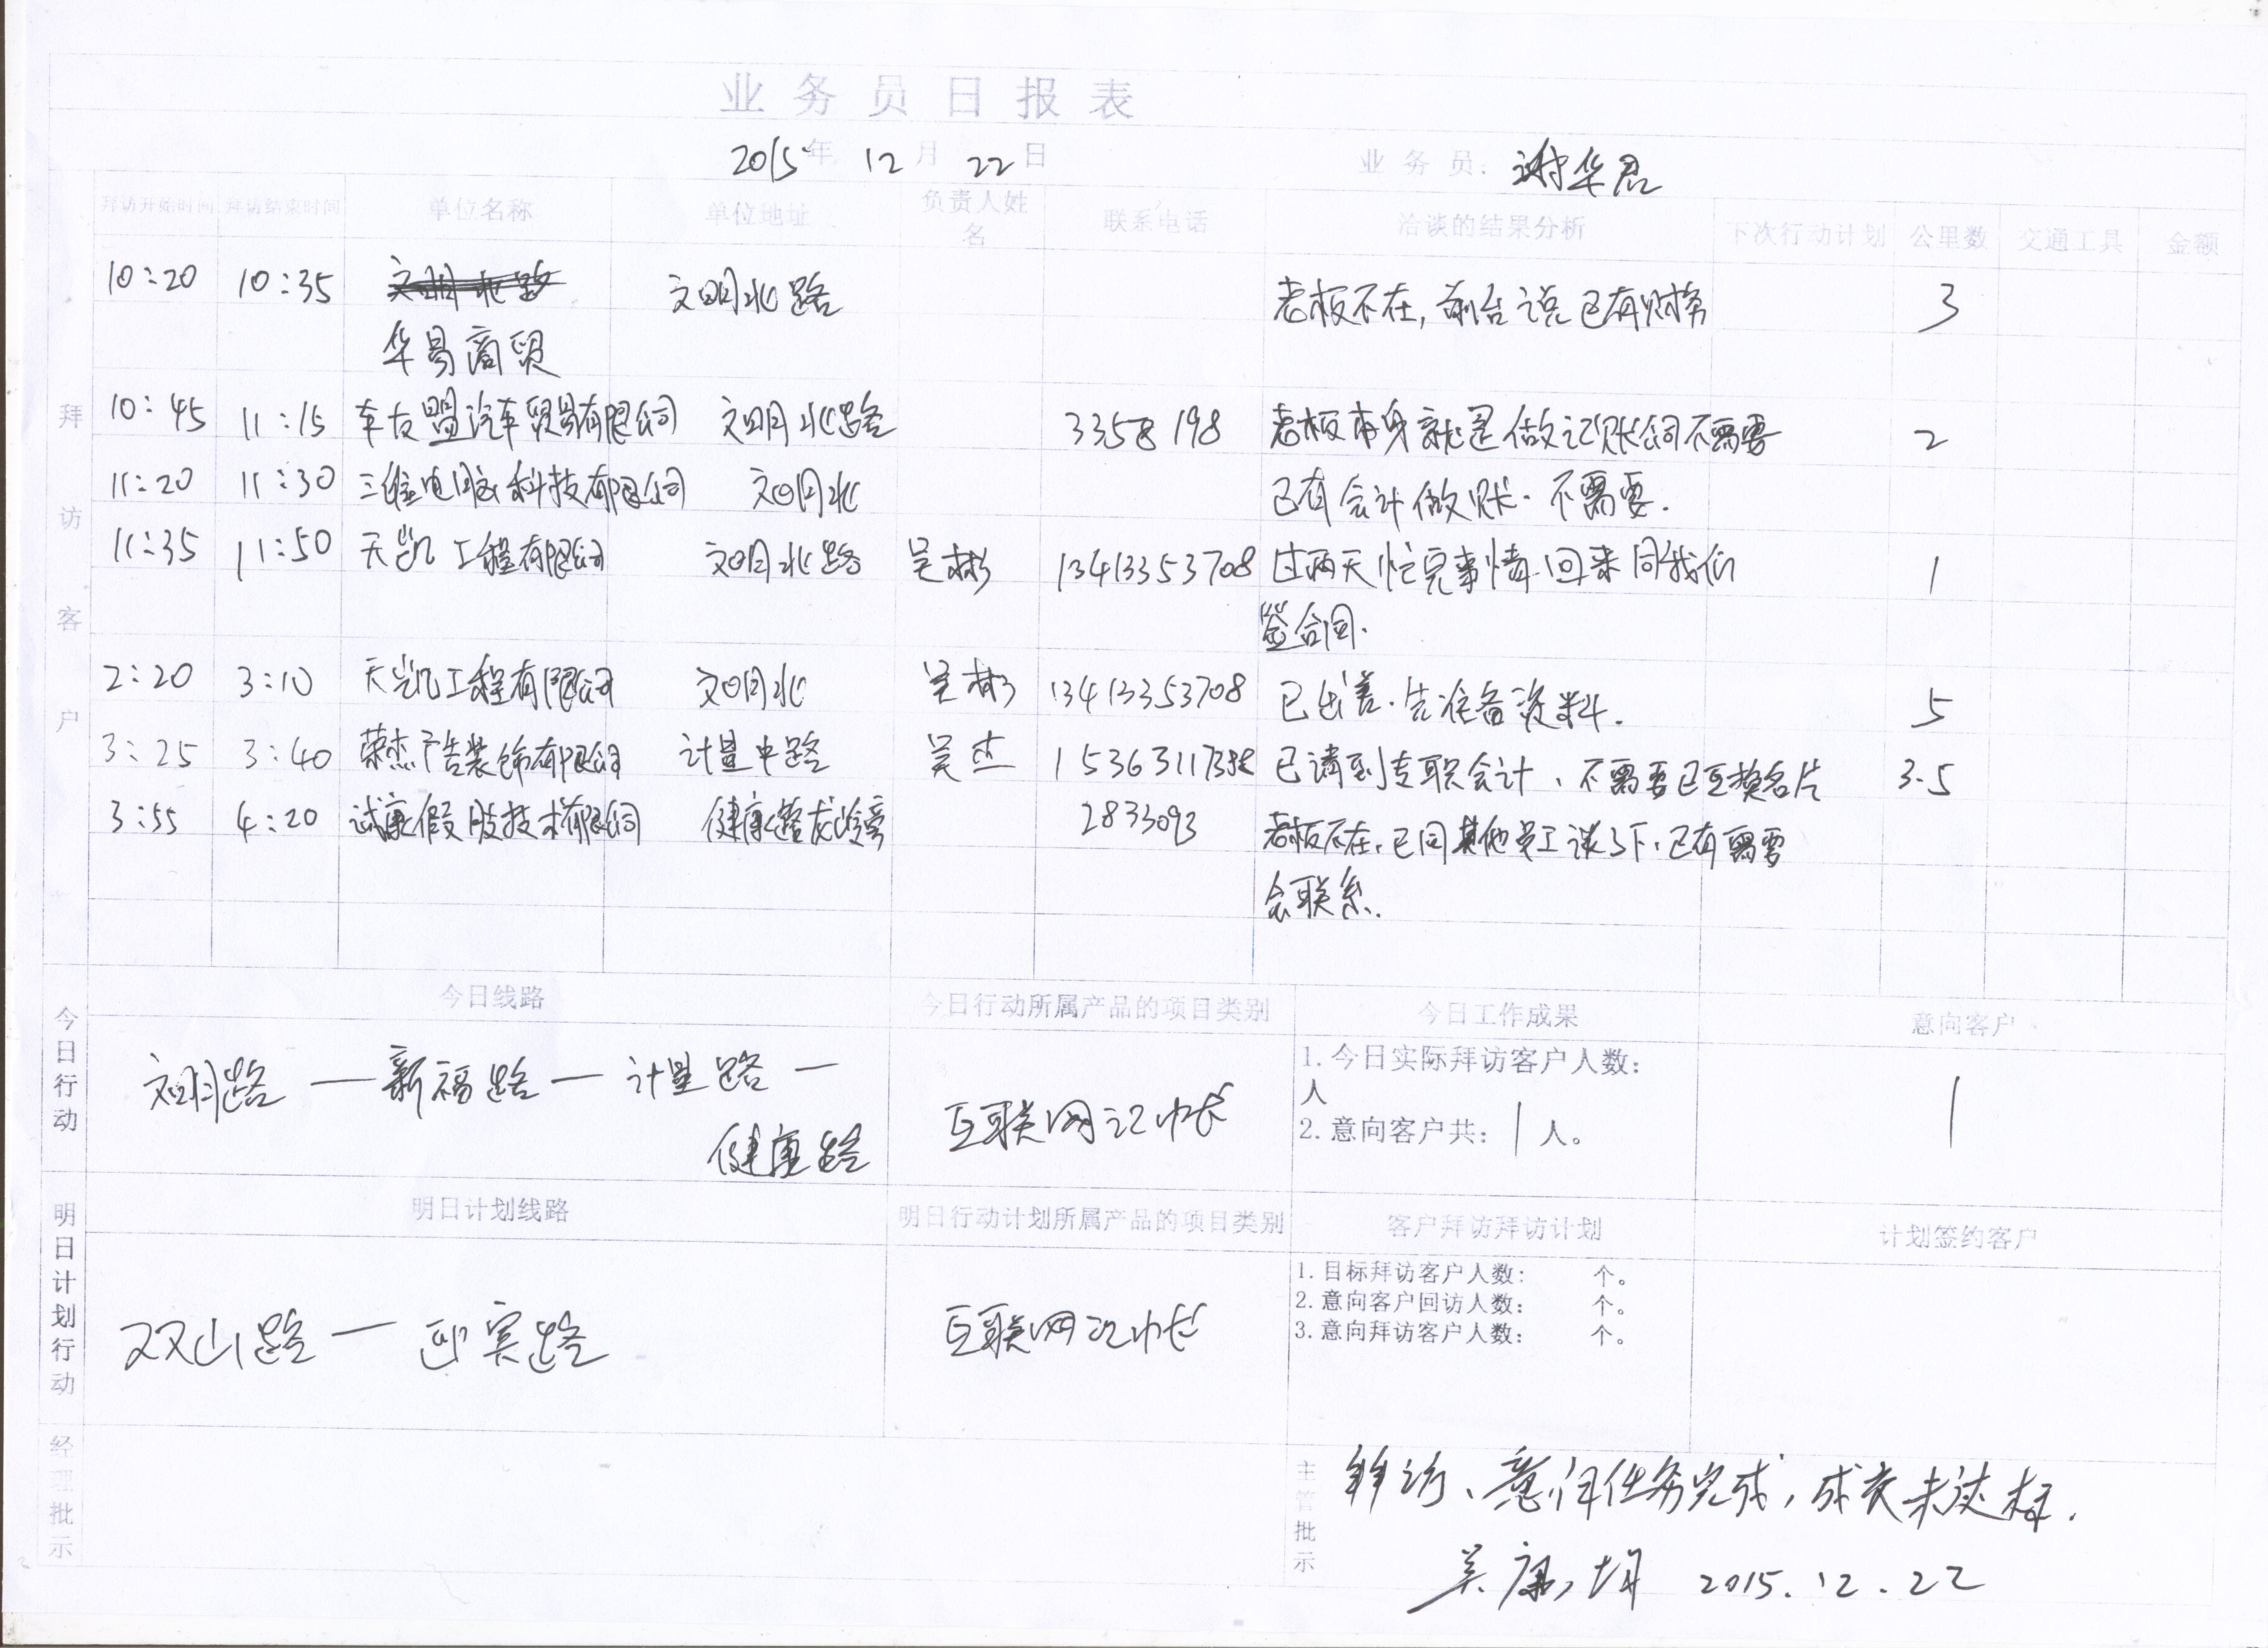 业务员日报表
2015年 12月 22日 业务员: 谢华君
拜访客户
拜访开始时间 拜访结束时间 单位名称 单位地址 负责人姓名 联系电话 洽谈的结果分析 下次行动计划 公里数 交通工具 金额
10:20 10:35 文明北路 老板不在,前台说已有财务 3
华易商贸
10:45 11:15 车友盟汽车贸易有限公司 文明北路 3358198 老板本身就是做记账公司不需要 2
11:20 11:30 三维电脑科技有限公司 文明北 已有会计做账.不需要.
11:35 11:50 天凯工程有限公司 文明北路 吴彬 13413353708 过两天忙完事情回来同我们 1
签合同.
2:20 3:10 天凯工程有限公司 文明北 吴彬 13413353708 已出差.先准备资料. 5
3:25 3:40 荣杰广告装饰有限公司 计量中路 吴杰 已请到专职会计,不需要已互换名片 3.5
3:55 4:20 假肢技术有限公司 2833093 老板不在,已同其他员工谈了下,已有需要
会联系.
今日行动
今日线路 今日行动所属产品的项目类别 今日工作成果 意向客户
文明路—新福路—计量路—
健康路
互联网记帐
1.今日实际拜访客户人数:
人
2.意向客户共: 1 人。
1
明日计划行动
明日计划线路 明日行动计划所属产品的项目类别 客户拜访拜访计划 计划签约客户
双山路—迎宾路
互联网记帐
1.目标拜访客户人数: 个。
2.意向客户回访人数: 个。
3.意向拜访客户人数: 个。
经理批示
主管批示
拜访、意向任务完成,成交未达标.
2015.12.22